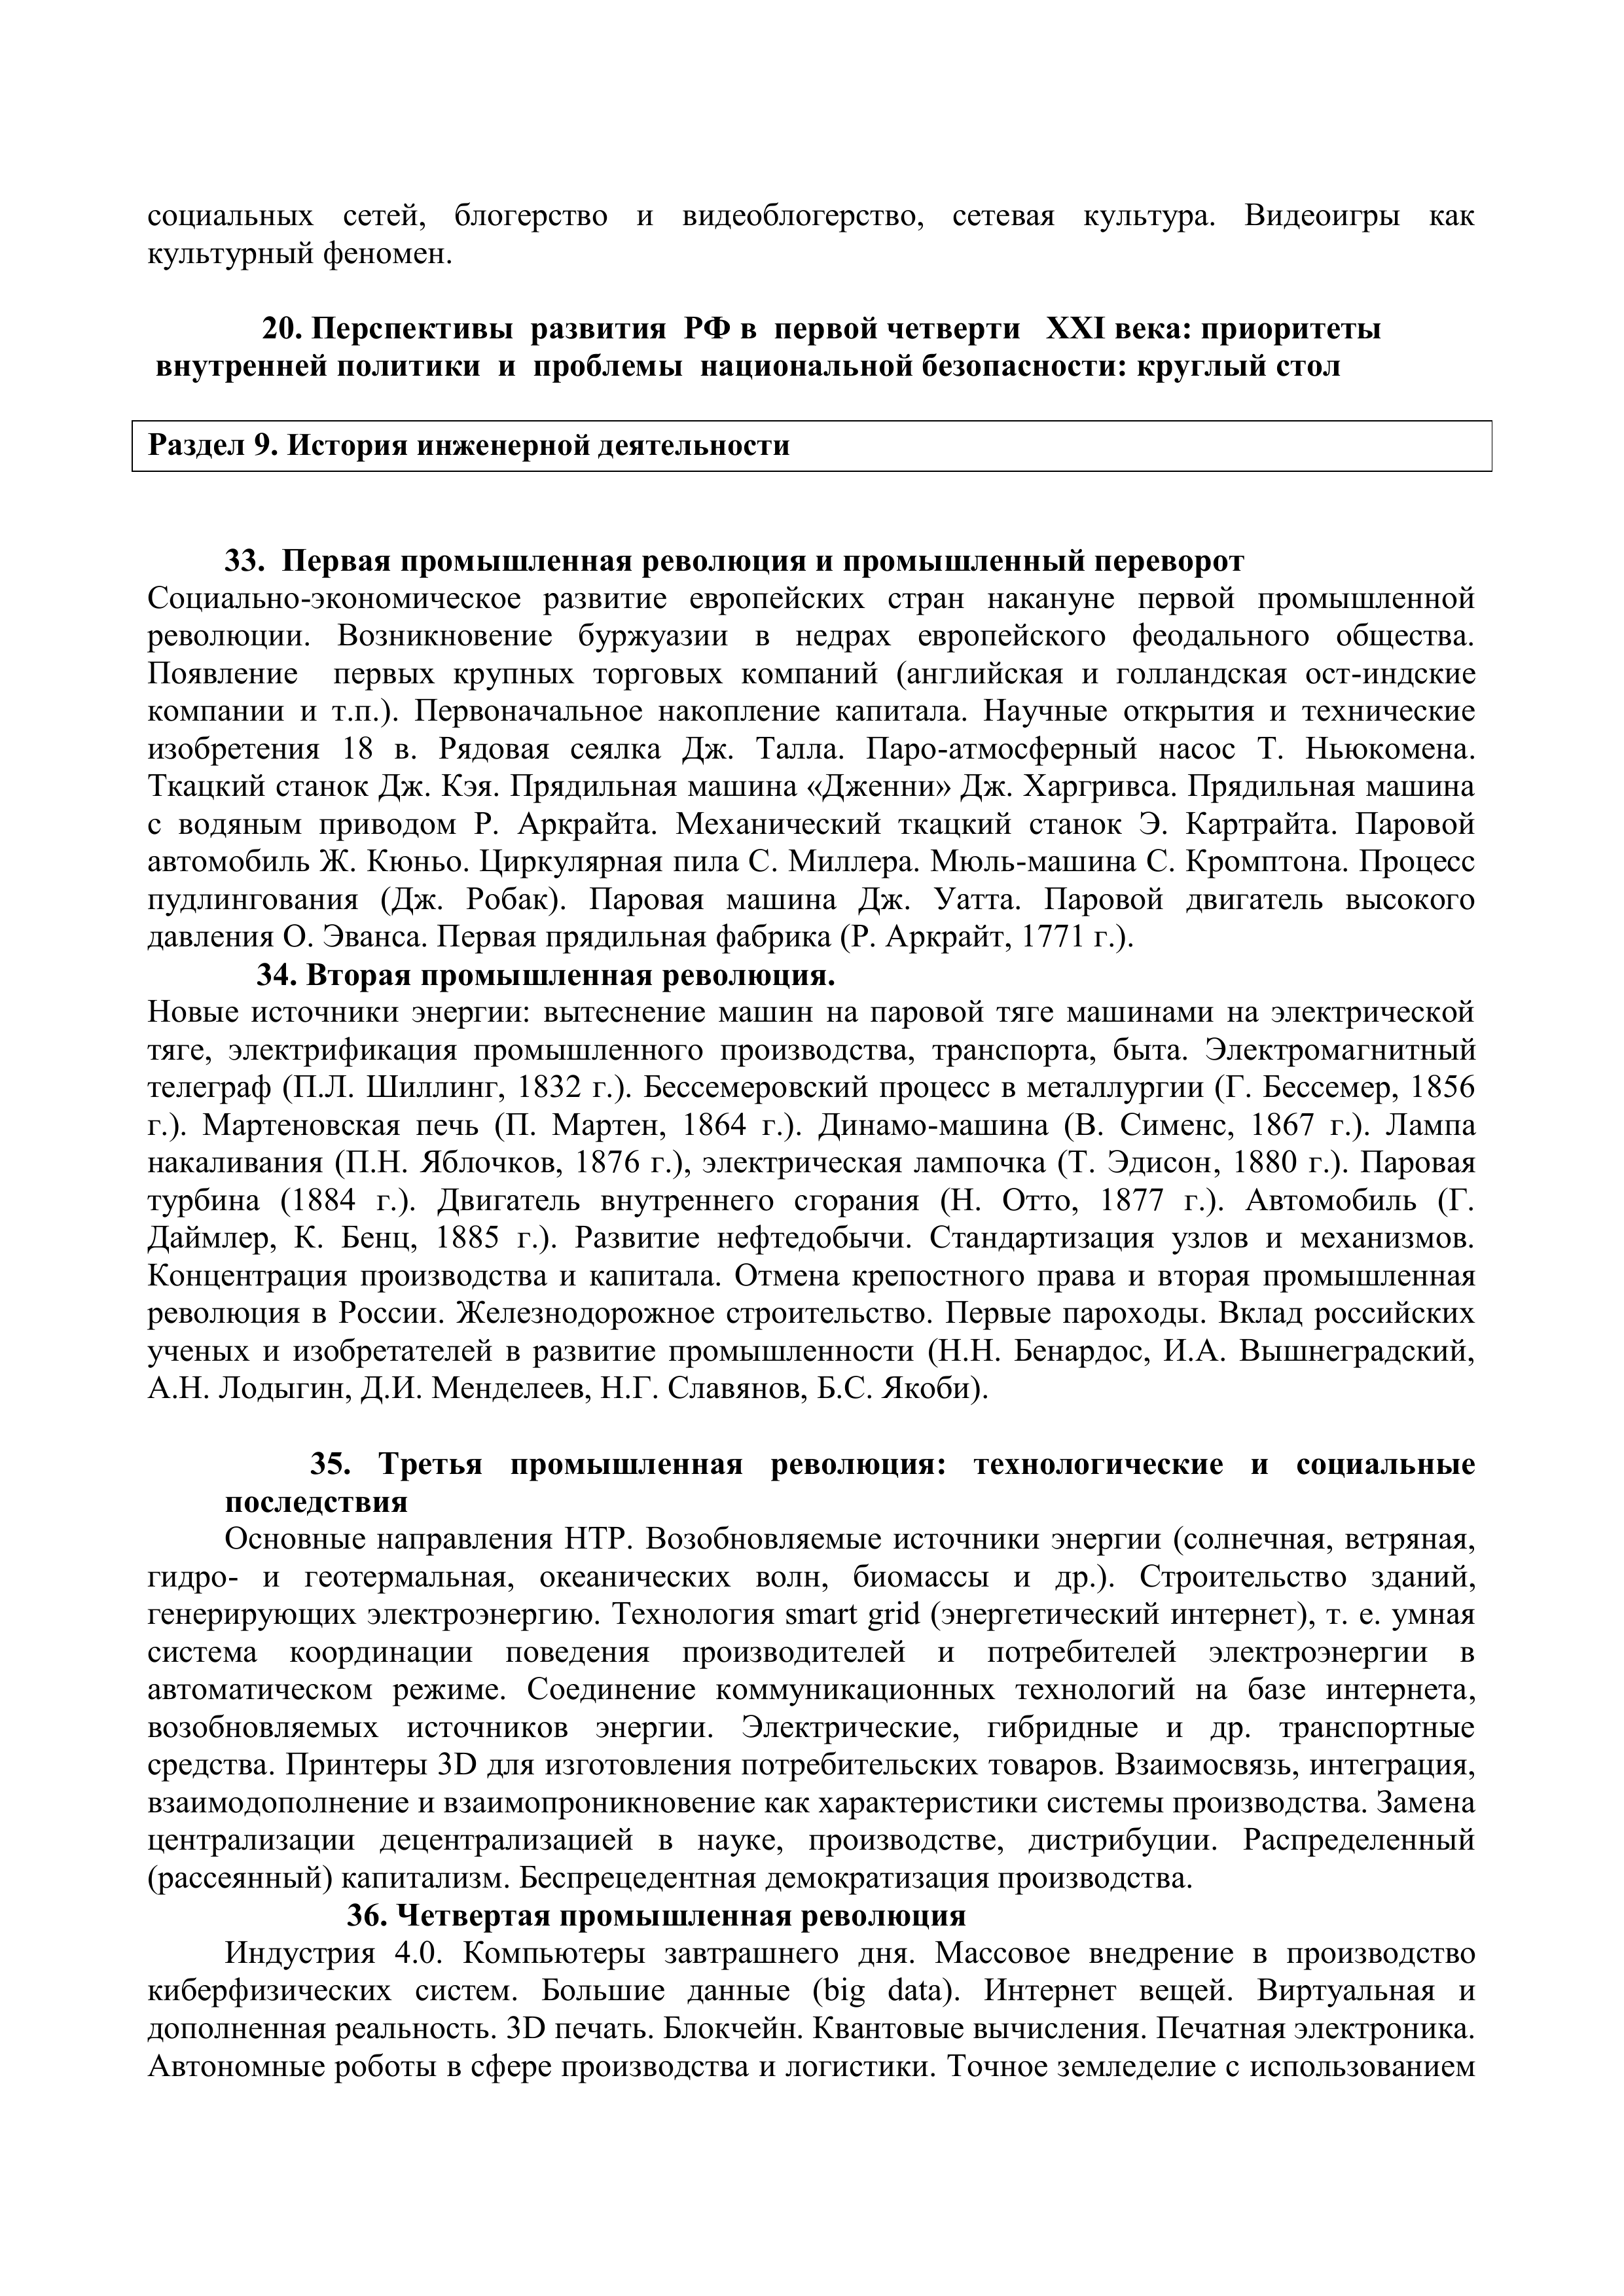 социальных сетей, блогерство и видеоблогерство, сетевая культура. Видеоигры как
культурный феномен.
20. Перспективы развития РФ в первой четверти XXI века: приоритеты
внутренней политики и проблемы национальной безопасности: круглый стол
Раздел 9. История инженерной деятельности
33. Первая промышленная революция и промышленный переворот
Социально-экономическое развитие европейских стран накануне первой промышленной
революции. Возникновение буржуазии в недрах европейского феодального общества.
Появление первых крупных торговых компаний (английская и голландская ост-индские
компании и т.п.). Первоначальное накопление капитала. Научные открытия и технические
изобретения 18 в. Рядовая сеялка Дж. Талла. Паро-атмосферный насос Т. Ньюкомена.
Ткацкий станок Дж. Кэя. Прядильная машина «Дженни» Дж. Харгривса. Прядильная машина
с водяным приводом Р. Аркрайта. Механический ткацкий станок Э. Картрайта. Паровой
автомобиль Ж. Кюньо. Циркулярная пила С. Миллера. Мюль-машина С. Кромптона. Процесс
пудлингования (Дж. Робак). Паровая машина Дж. Уатта. Паровой двигатель высокого
давления О. Эванса. Первая прядильная фабрика (Р. Аркрайт, 1771 г.).
34. Вторая промышленная революция.
Новые источники энергии: вытеснение машин на паровой тяге машинами на электрической
тяге, электрификация промышленного производства, транспорта, быта. Электромагнитный
телеграф (П.Л. Шиллинг, 1832 г.). Бессемеровский процесс в металлургии (Г. Бессемер, 1856
г.). Мартеновская печь (П. Мартен, 1864 г.). Динамо-машина (В. Сименс, 1867 г.). Лампа
накаливания (П.Н. Яблочков, 1876 г.), электрическая лампочка (Т. Эдисон, 1880 г.). Паровая
турбина (1884 г.). Двигатель внутреннего сгорания (Н. Отто, 1877 г.). Автомобиль (Г.
Даймлер, К. Бенц, 1885 г.). Развитие нефтедобычи. Стандартизация узлов и механизмов.
Концентрация производства и капитала. Отмена крепостного права и вторая промышленная
революция в России. Железнодорожное строительство. Первые пароходы. Вклад российских
ученых и изобретателей в развитие промышленности (Н.Н. Бенардос, И.А. Вышнеградский,
А.Н. Лодыгин, Д.И. Менделеев, Н.Г. Славянов, Б.С. Якоби).
35. Третья промышленная революция: технологические и социальные
последствия
Основные направления НТР. Возобновляемые источники энергии (солнечная, ветряная,
гидро- и геотермальная, океанических волн, биомассы и др.). Строительство зданий,
генерирующих электроэнергию. Технология smart grid (энергетический интернет), т. е. умная
система координации поведения производителей и потребителей электроэнергии в
автоматическом режиме. Соединение коммуникационных технологий на базе интернета,
возобновляемых источников энергии. Электрические, гибридные и др. транспортные
средства. Принтеры 3D для изготовления потребительских товаров. Взаимосвязь, интеграция,
взаимодополнение и взаимопроникновение как характеристики системы производства. Замена
централизации децентрализацией в науке, производстве, дистрибуции. Распределенный
(рассеянный) капитализм. Беспрецедентная демократизация производства.
36. Четвертая промышленная революция
Индустрия 4.0. Компьютеры завтрашнего дня. Массовое внедрение в производство
киберфизических систем. Большие данные (big data). Интернет вещей. Виртуальная и
дополненная реальность. 3D печать. Блокчейн. Квантовые вычисления. Печатная электроника.
Автономные роботы в сфере производства и логистики. Точное земледелие с использованием